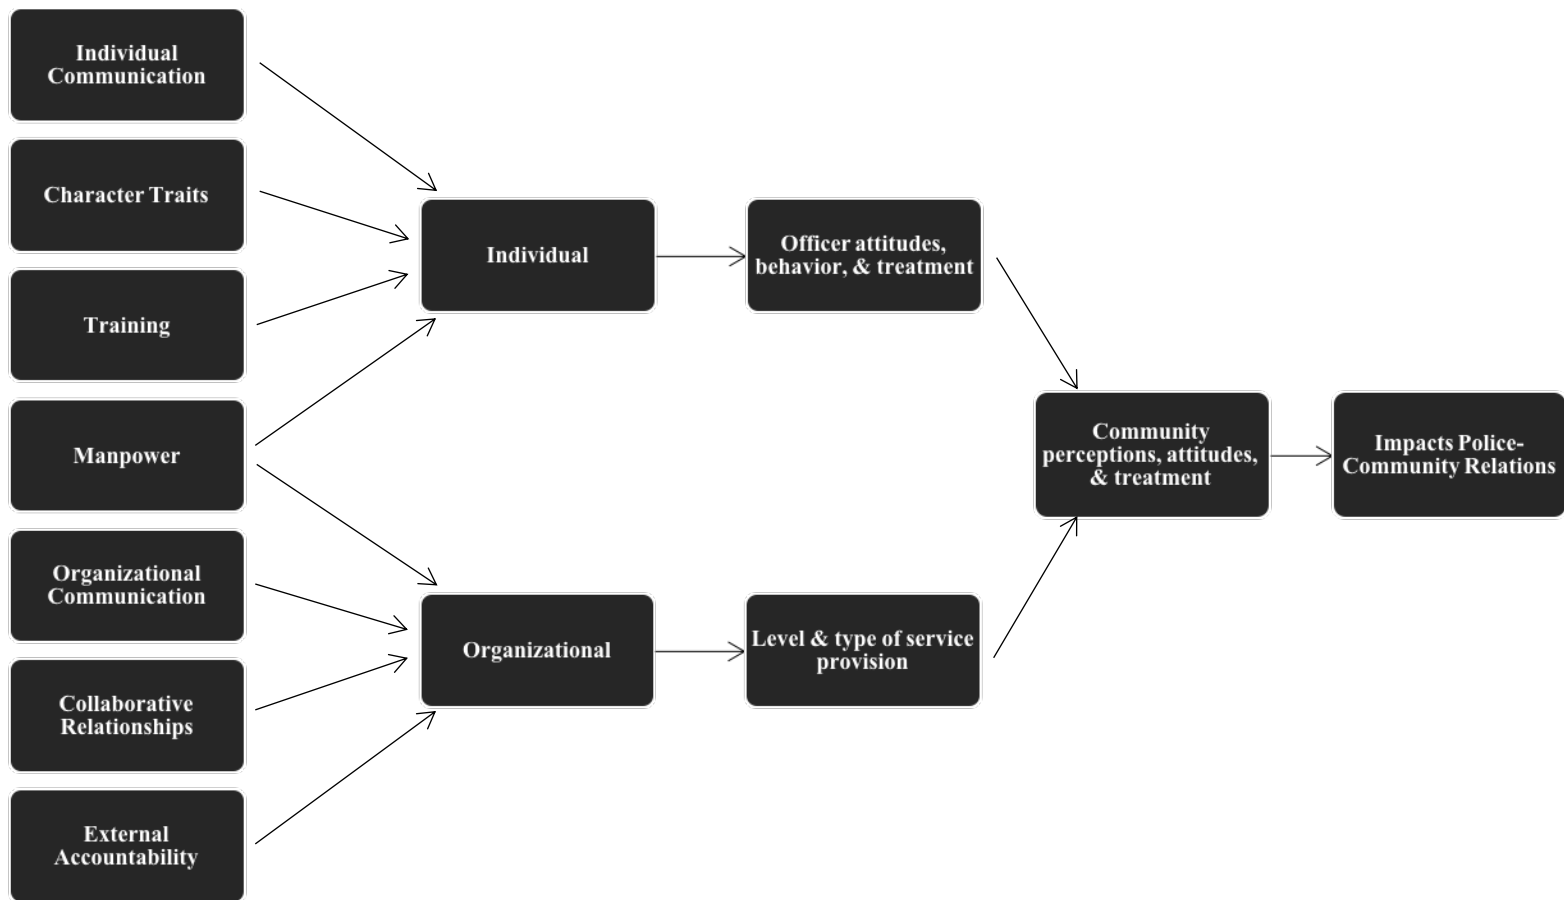 Individual
Communication
Character Traits
Training
Manpower
Organizational
Communication
Collaborative
Relationships
External
Accountability
Individual
Organizational
Officer attitudes,
behavior, & treatment
Level & type of service
provision
Community
perceptions, attitudes,
& treatment
Impacts Police-
Community Relations